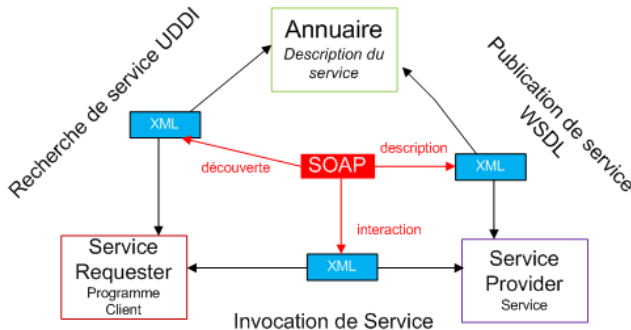 Annuaire
Description du
service
Recherche de service UDDI
Publication de service
WSDL
XML
SOAP
description
découverte
XML
interaction
Service
Requester
Programme
Client
XML
Service
Provider
Service
Invocation de Service